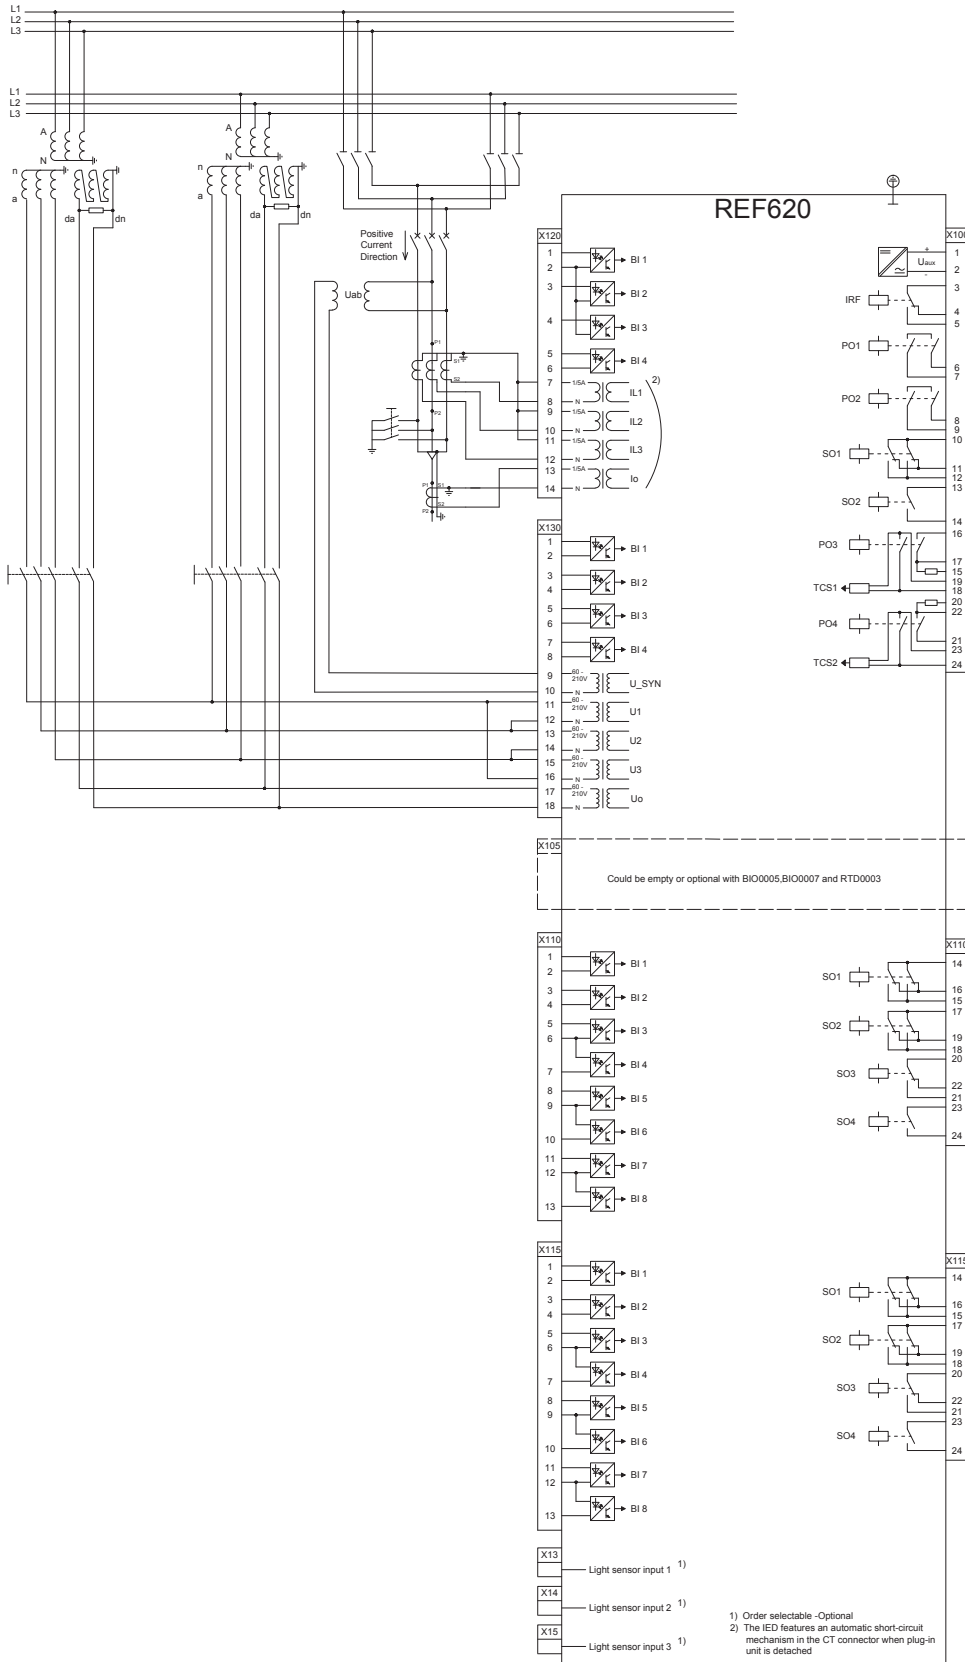 L1
L2
L3
L1
L2
L3
A
N
n
a
da
dn
A
N
n
a
da
dn
Positive
Current
Direction
Uab
P1
S1
S2
P2
P1
S1
S2
P2
REF620
X120
1
2
3
4
5
6
7
8
9
10
11
12
13
14
BI 1
BI 2
BI 3
BI 4
1/5A
N
IL1
2)
1/5A
N
IL2
1/5A
N
IL3
1/5A
N
Io
X130
1
2
3
4
5
6
7
8
9
10
11
12
13
14
15
16
17
18
BI 1
BI 2
BI 3
BI 4
60 -
210V
N
U_SYN
60 -
210V
N
U1
60 -
210V
N
U2
60 -
210V
N
U3
60 -
210V
N
Uo
X100
+
Uaux
-
1
2
IRF
3
4
5
PO1
6
7
PO2
8
9
SO1
10
11
12
SO2
13
14
PO3
16
17
15
19
TCS1
18
20
22
PO4
21
23
TCS2
24
X105
Could be empty or optional with BIO0005,BIO0007 and RTD0003
X110
1
2
3
4
5
6
7
8
9
10
11
12
13
BI 1
BI 2
BI 3
BI 4
BI 5
BI 6
BI 7
BI 8
X110
SO1
14
16
15
SO2
17
19
18
SO3
20
22
21
SO4
23
24
X115
1
2
3
4
5
6
7
8
9
10
11
12
13
BI 1
BI 2
BI 3
BI 4
BI 5
BI 6
BI 7
BI 8
X115
SO1
14
16
15
SO2
17
19
18
SO3
20
22
21
SO4
23
24
X13
Light sensor input 1 1)
X14
Light sensor input 2 1)
X15
Light sensor input 3 1)
1) Order selectable -Optional
2) The IED features an automatic short-circuit
mechanism in the CT connector when plug-in
unit is detached